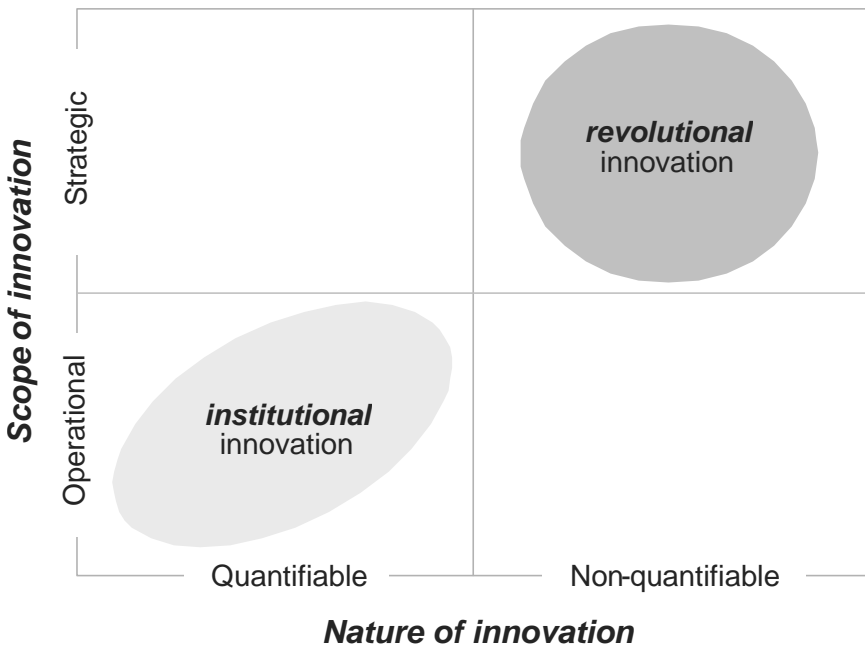 Scope of innovation
Strategic
Operational
revolutional
innovation
institutional
innovation
Quantifiable
Non-quantifiable
Nature of innovation